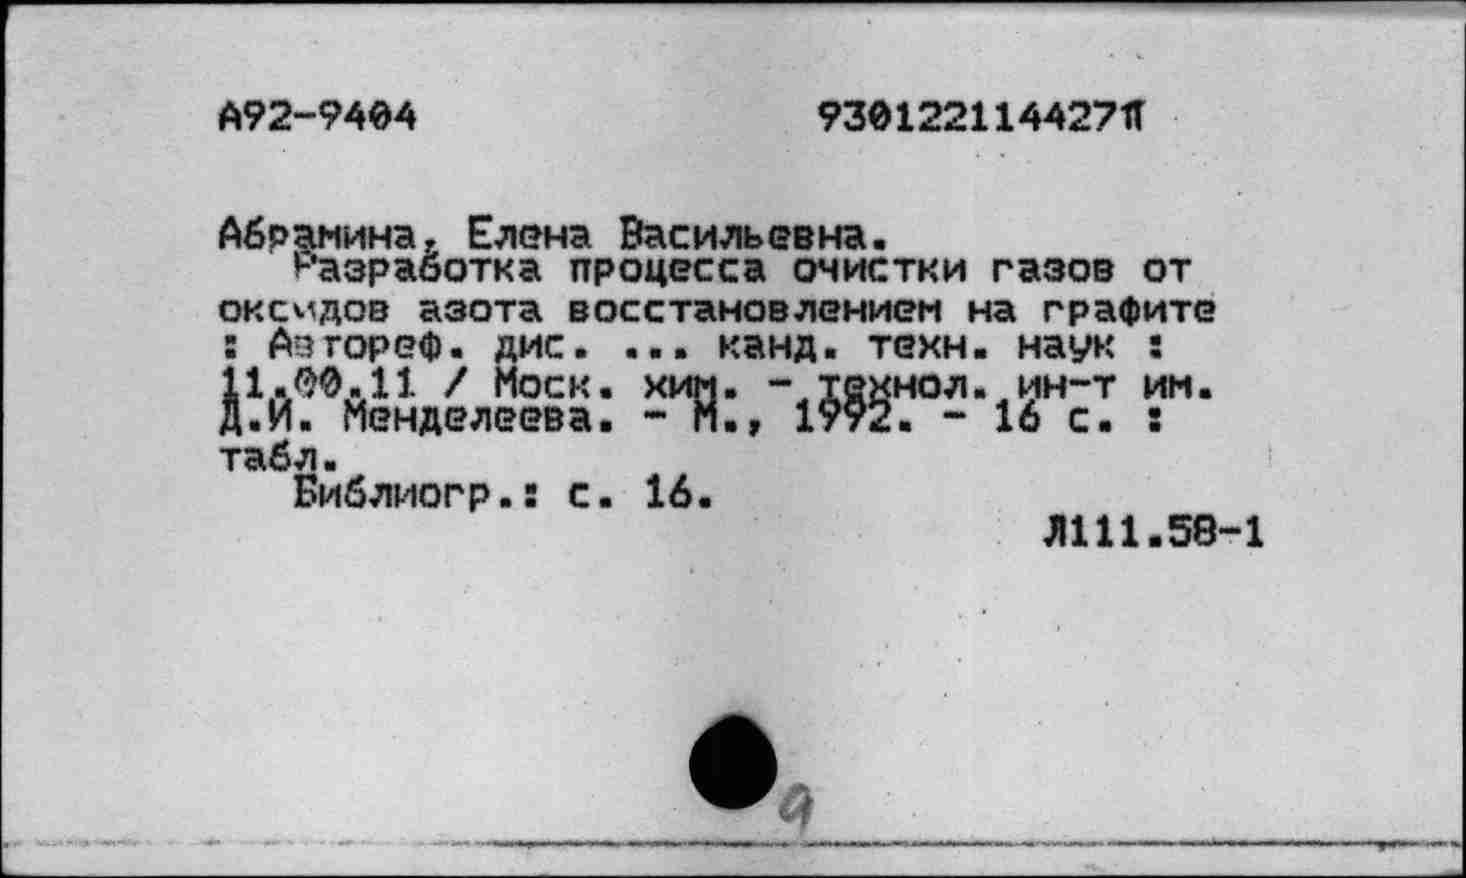 А92-9404 930122114427П
Абрамина, Елена Васильевна.
Разработка процесса очистки газов от
оксидов азота восстановлением на графите
: Автореф. дис. ... канд. техн. наук :
11.00.11 / Моск. хим. - технол. ин-т им.
Д.И. Менделеева. - М., 1992. - 16 с. :
табл.
Библиогр.: с. 16.
Л111.58-1
9